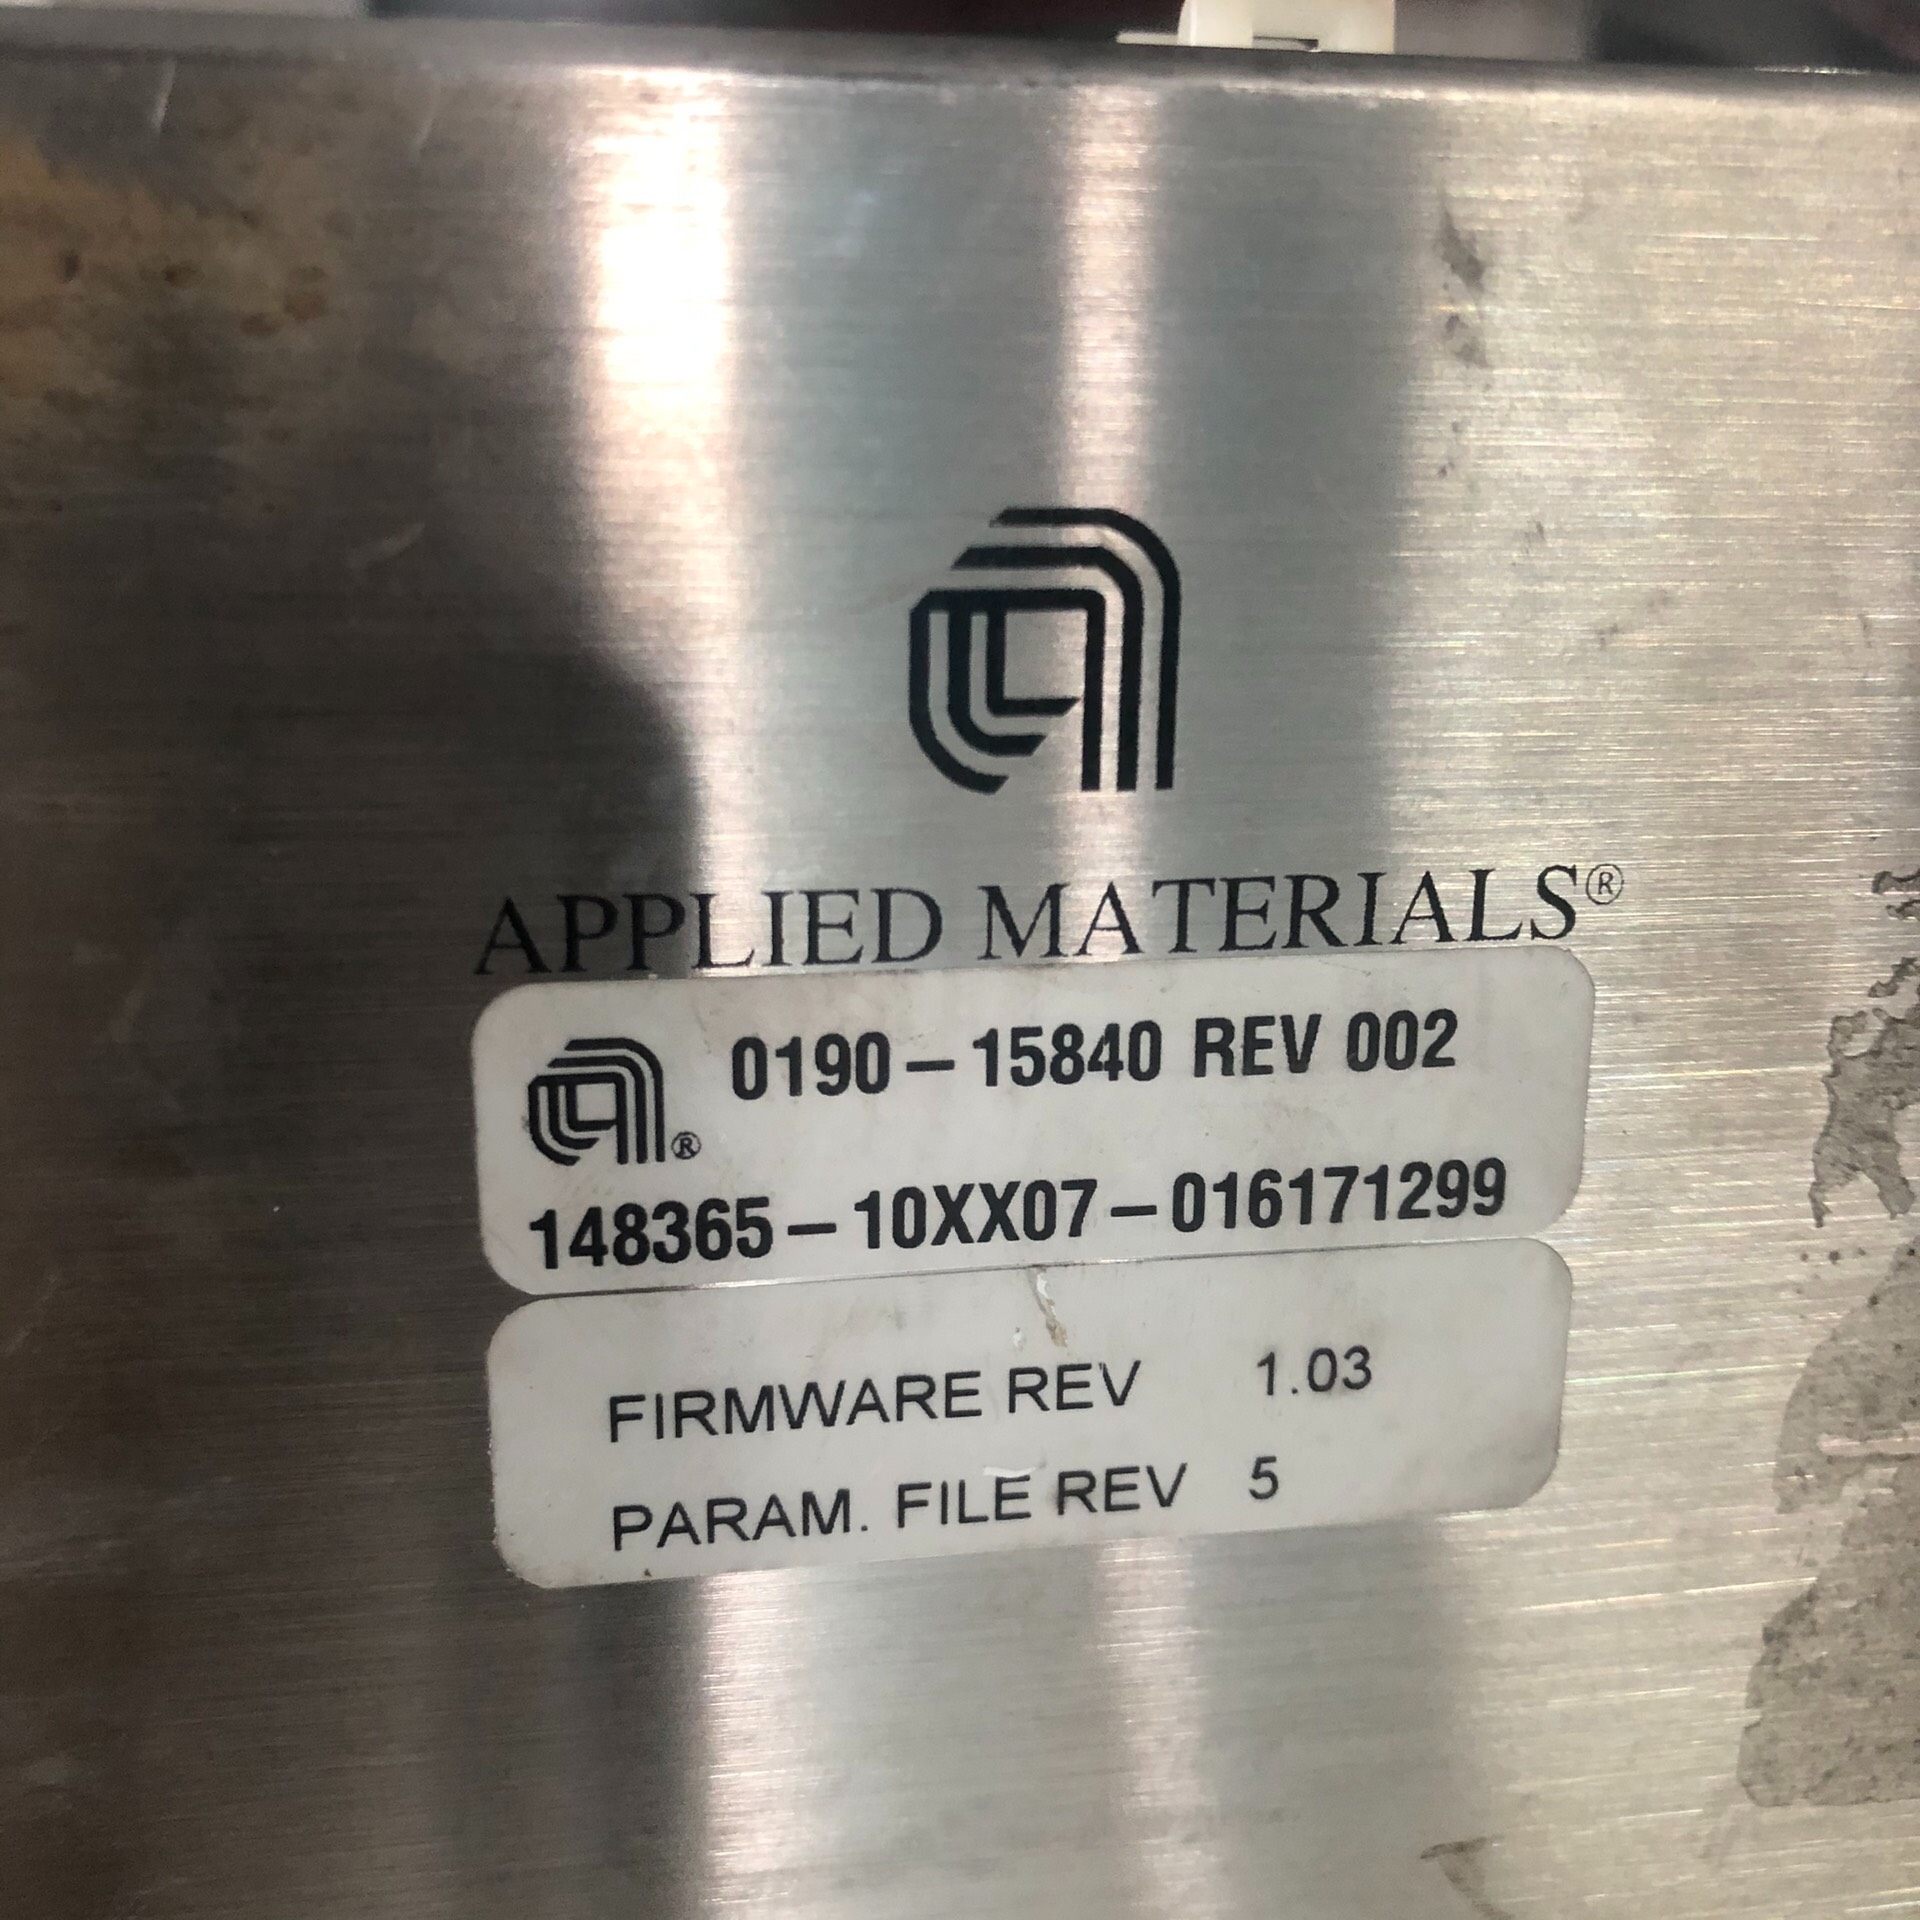 APPLIED MATERIALS®
0190-15840 REV 002
®
148365-10XX07-016171299
FIRMWARE REV 1.03
PARAM. FILE REV 5